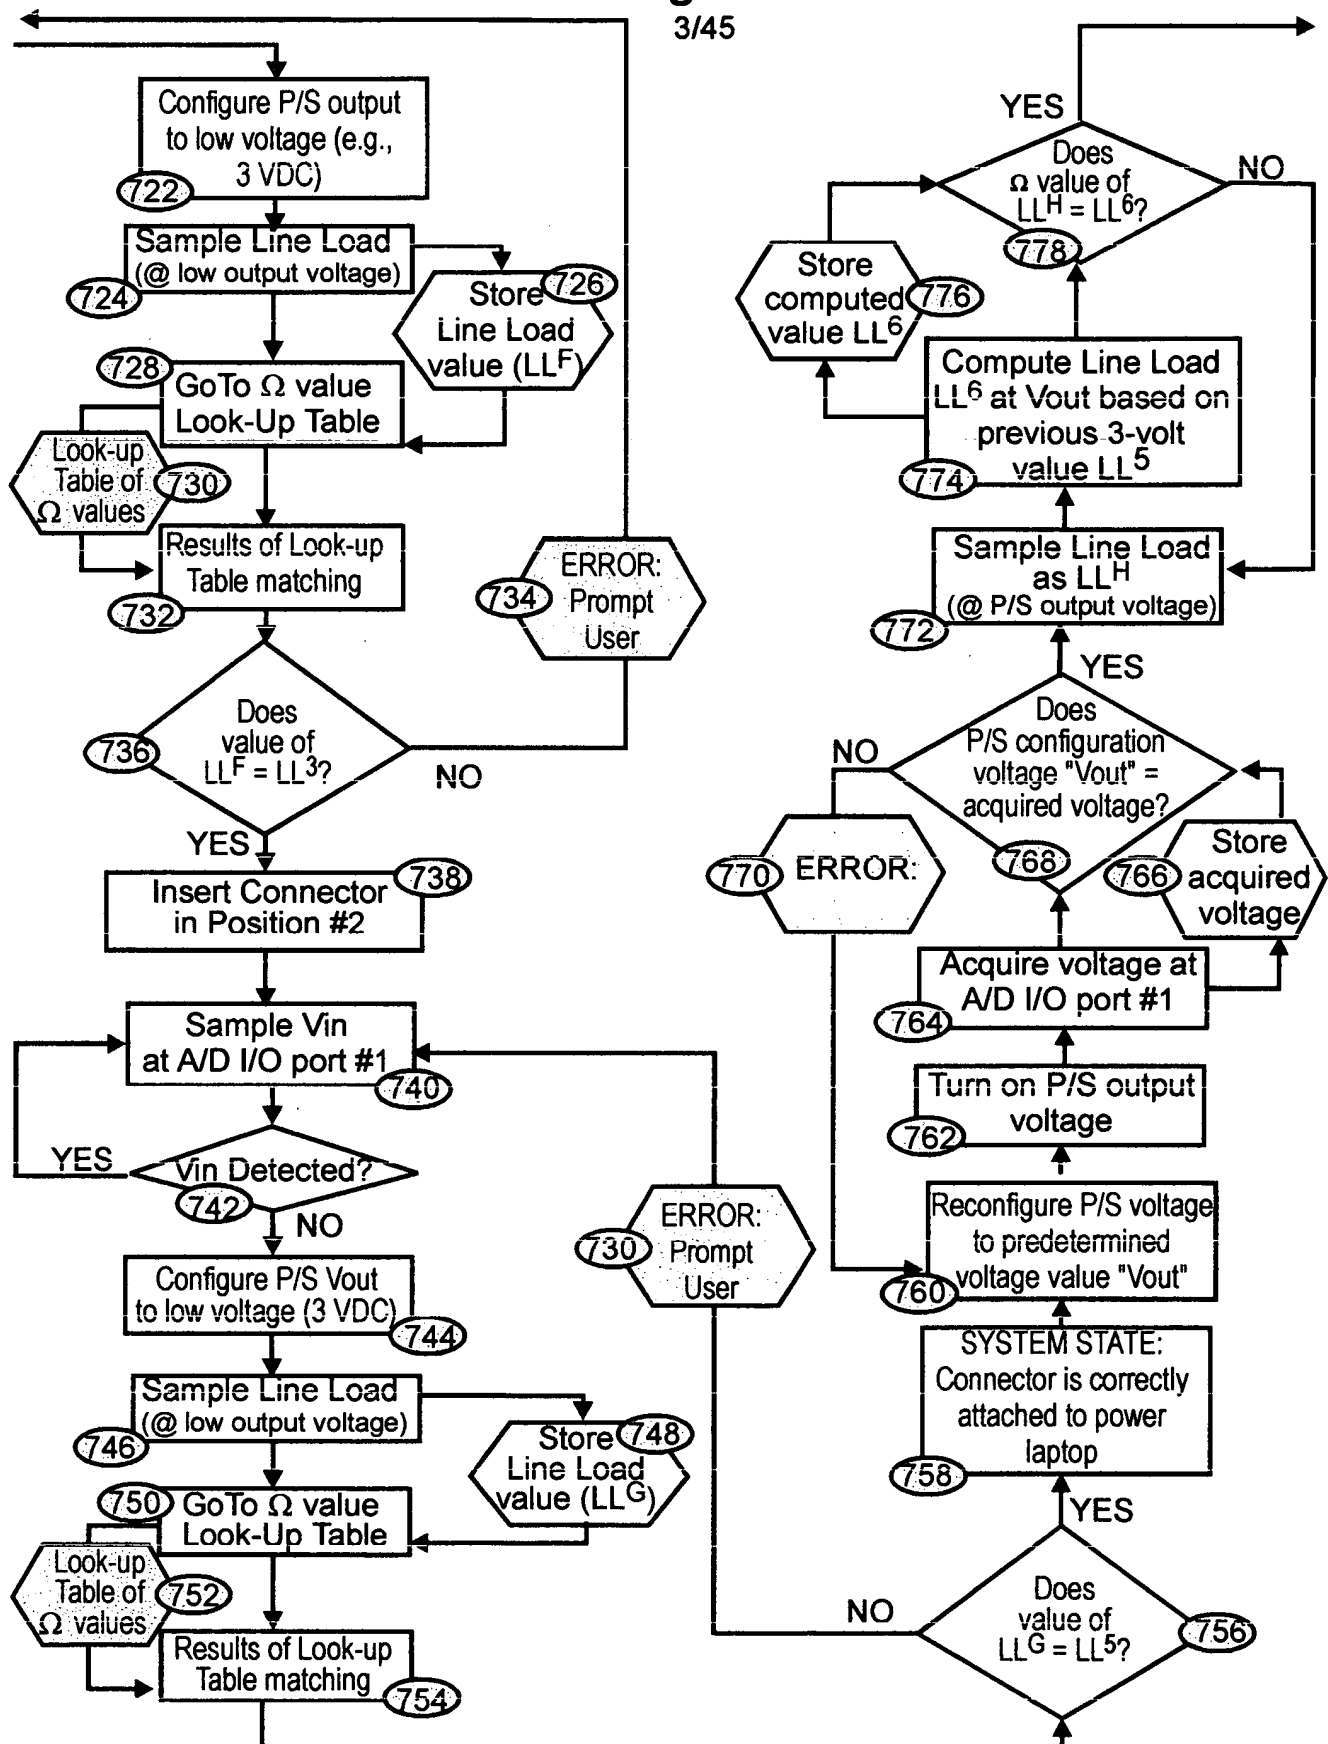 3/45
Configure P/S output
to low voltage (e.g.,
3 VDC)
722
Sample Line Load
(@ low output voltage)
724
726
Store
Line Load
value (LLF)
728
GoTo Ω value
Look-Up Table
Look-up
Table of
Ω values
730
Results of Look-up
Table matching
732
ERROR:
Prompt
User
734
Does
value of
LLF = LL3?
736
NO
YES
738
Insert Connector
in Position #2
Sample Vin
at A/D I/O port #1
740
YES
Vin Detected?
742
NO
Configure P/S Vout
to low voltage (3 VDC)
744
Sample Line Load
(@ low output voltage)
746
Store
748
Line Load
value (LLG)
750
GoTo Ω value
Look-Up Table
Look-up
Table of
Ω values
752
Results of Look-up
Table matching
754
ERROR:
Prompt
User
730
YES
Does
Ω value of
LLH = LL6?
778
NO
Store
computed
value LL6
776
Compute Line Load
LL6 at Vout based on
previous 3-volt
value LL5
774
Sample Line Load
as LLH
(@ P/S output voltage)
772
YES
Does
P/S configuration
voltage "Vout" =
acquired voltage?
768
NO
770
ERROR:
Store
acquired
voltage
766
Acquire voltage at
A/D I/O port #1
764
Turn on P/S output
voltage
762
Reconfigure P/S voltage
to predetermined
voltage value "Vout"
760
SYSTEM STATE:
Connector is correctly
attached to power
laptop
758
YES
Does
value of
LLG = LL5?
756
NO